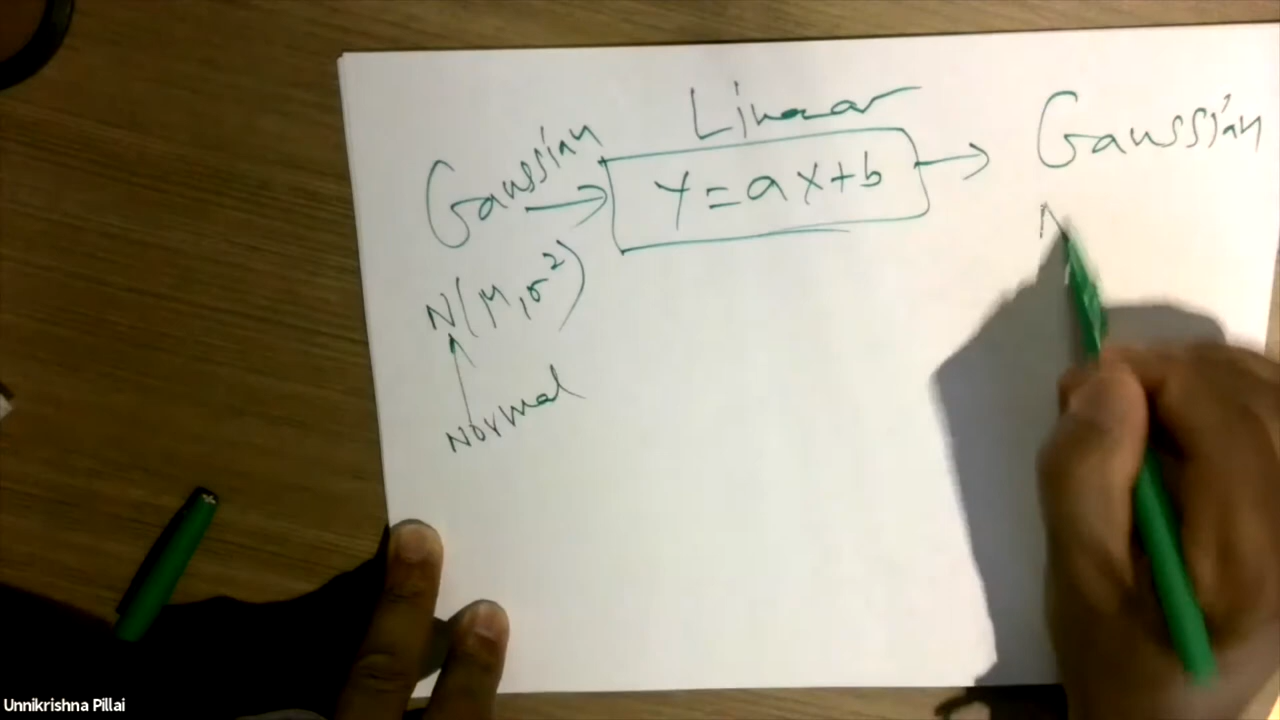 Linear
Gaussian → Y = aX+b → Gaussian
N(μ, σ²)
N
Normal
Unnikrishna Pillai